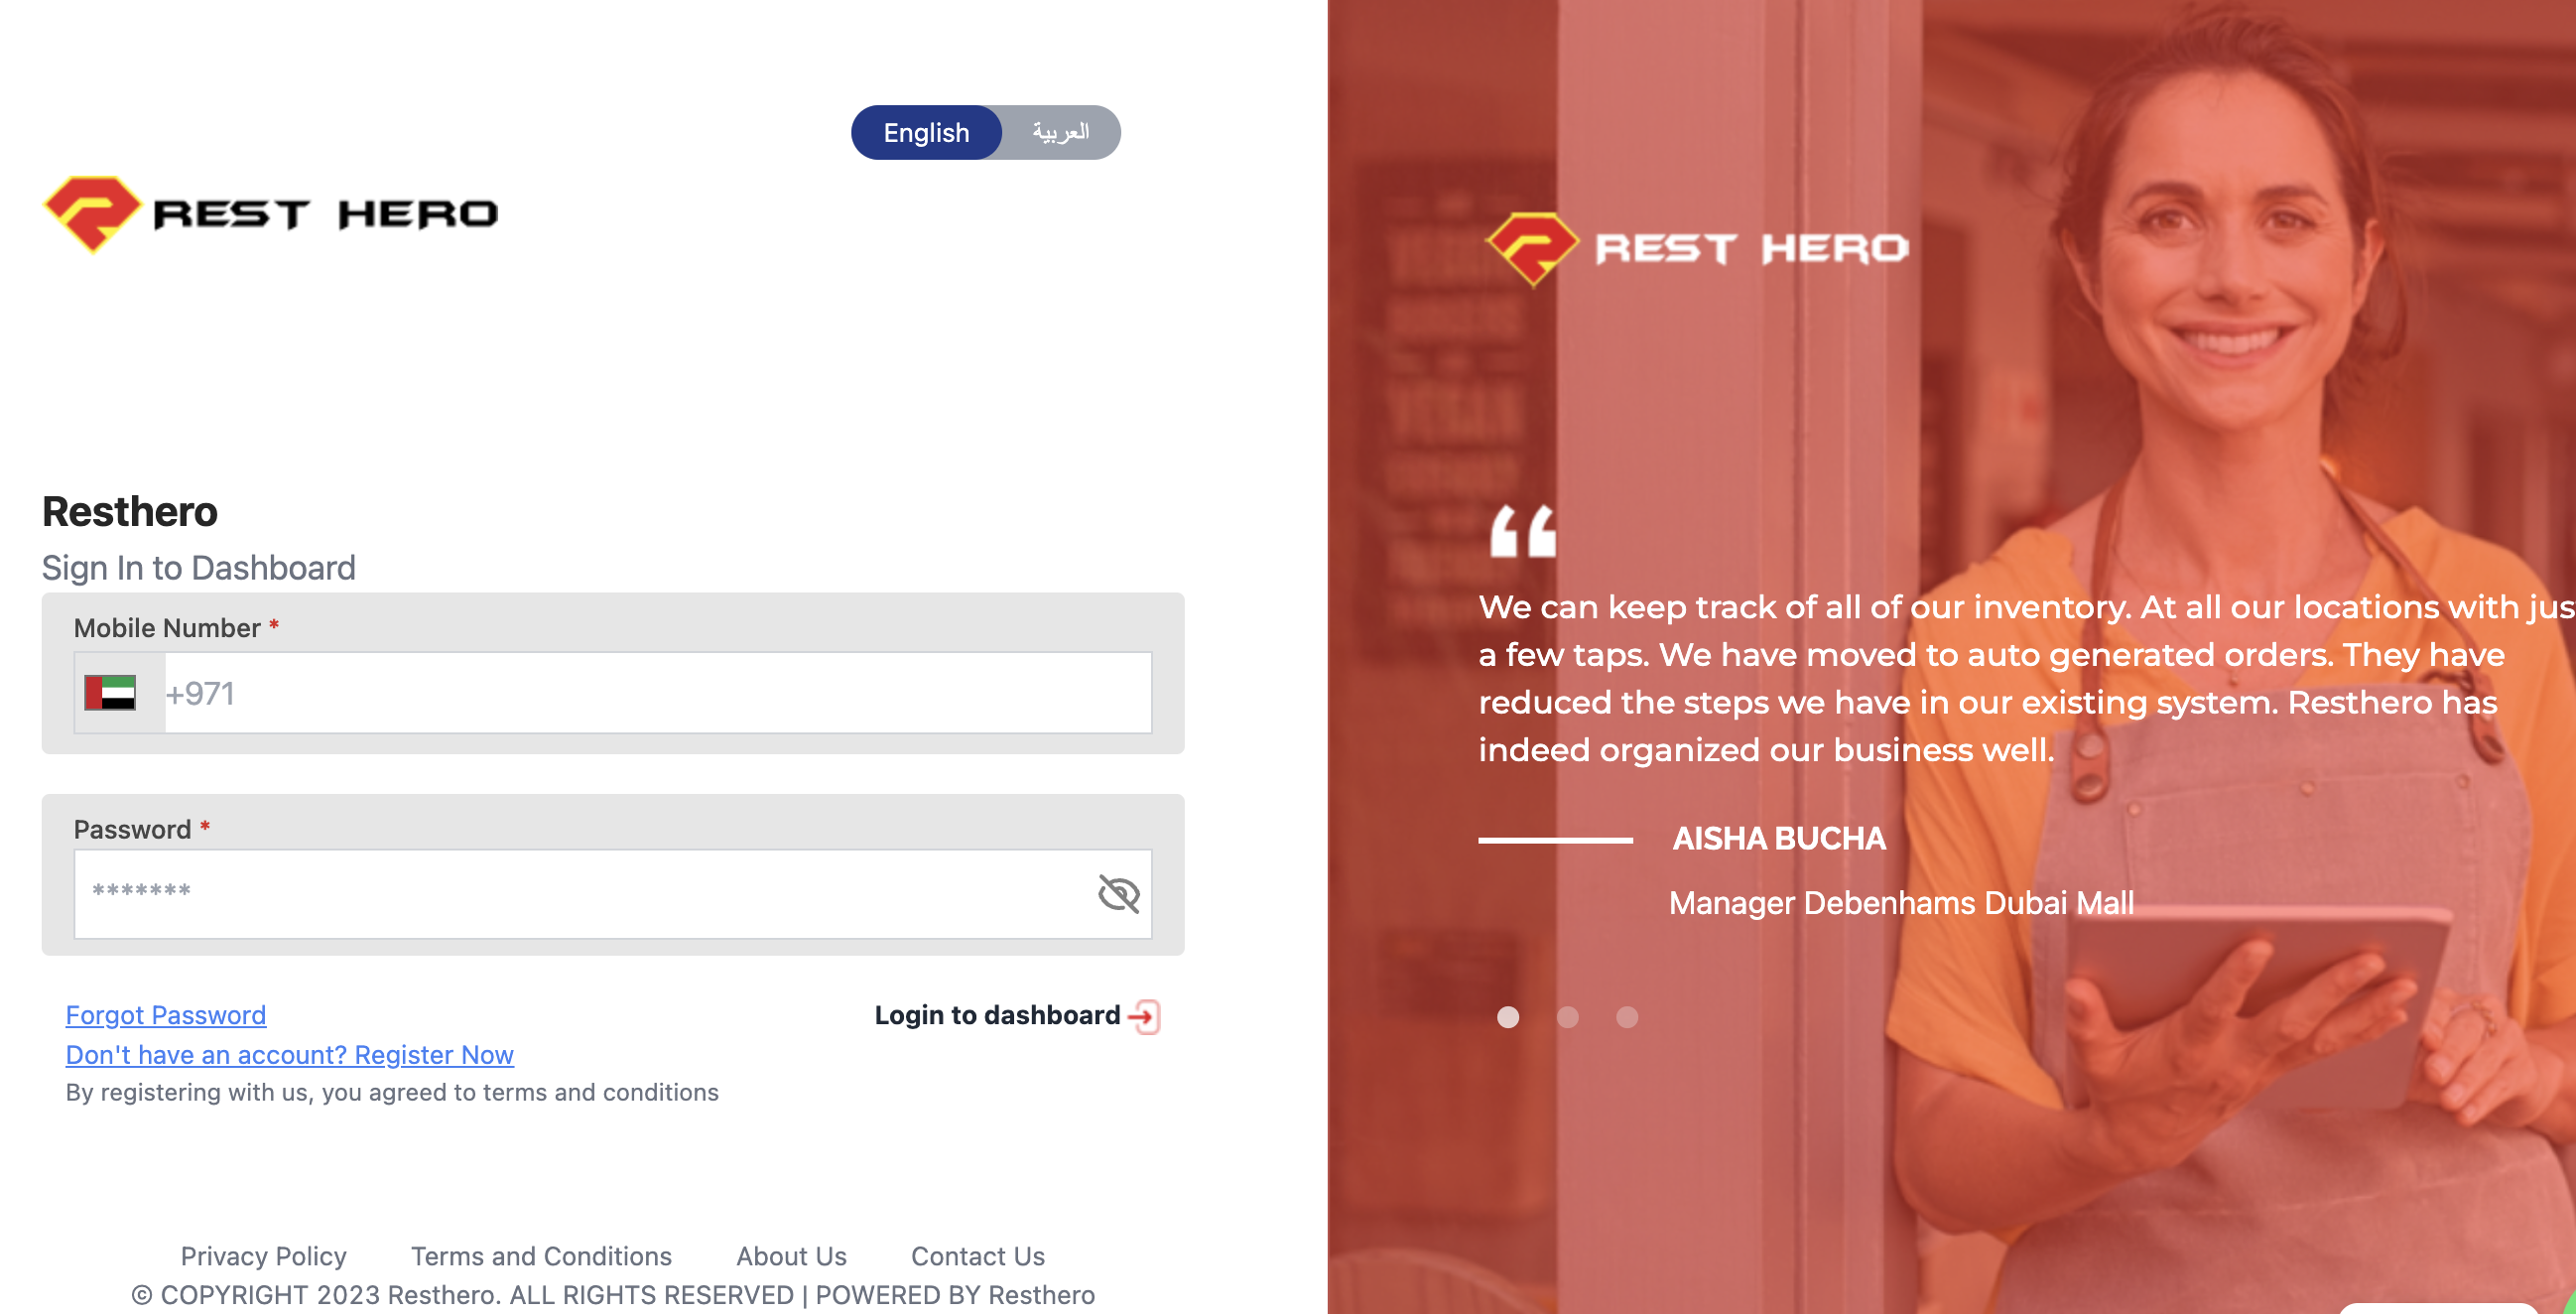 English
العربية
REST HERO
Resthero
Sign In to Dashboard
Mobile Number *
+971
Password *
*******
Forgot Password
Login to dashboard
Don't have an account? Register Now
By registering with us, you agreed to terms and conditions
Privacy Policy
Terms and Conditions
About Us
Contact Us
© COPYRIGHT 2023 Resthero. ALL RIGHTS RESERVED | POWERED BY Resthero
REST HERO
“
We can keep track of all of our inventory. At all our locations with jus
a few taps. We have moved to auto generated orders. They have
reduced the steps we have in our existing system. Resthero has
indeed organized our business well.
AISHA BUCHA
Manager Debenhams Dubai Mall